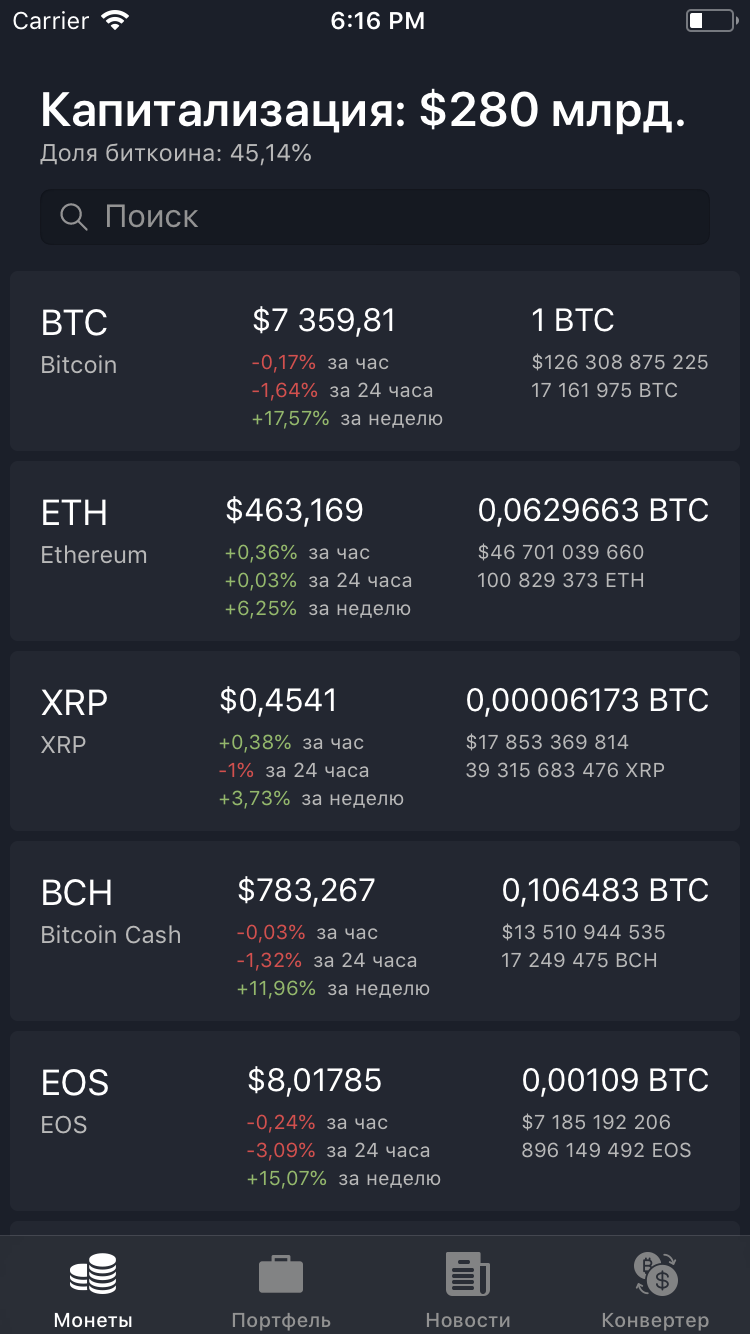 Carrier 6:16 PM
Капитализация: $280 млрд.
Доля биткоина: 45,14%
Поиск
BTC $7 359,81 1 BTC
Bitcoin -0,17% за час $126 308 875 225
-1,64% за 24 часа 17 161 975 BTC
+17,57% за неделю
ETH $463,169 0,0629663 BTC
Ethereum +0,36% за час $46 701 039 660
+0,03% за 24 часа 100 829 373 ETH
+6,25% за неделю
XRP $0,4541 0,00006173 BTC
XRP +0,38% за час $17 853 369 814
-1% за 24 часа 39 315 683 476 XRP
+3,73% за неделю
BCH $783,267 0,106483 BTC
Bitcoin Cash -0,03% за час $13 510 944 535
-1,32% за 24 часа 17 249 475 BCH
+11,96% за неделю
EOS $8,01785 0,00109 BTC
EOS -0,24% за час $7 185 192 206
-3,09% за 24 часа 896 149 492 EOS
+15,07% за неделю
Монеты Портфель Новости Конвертер